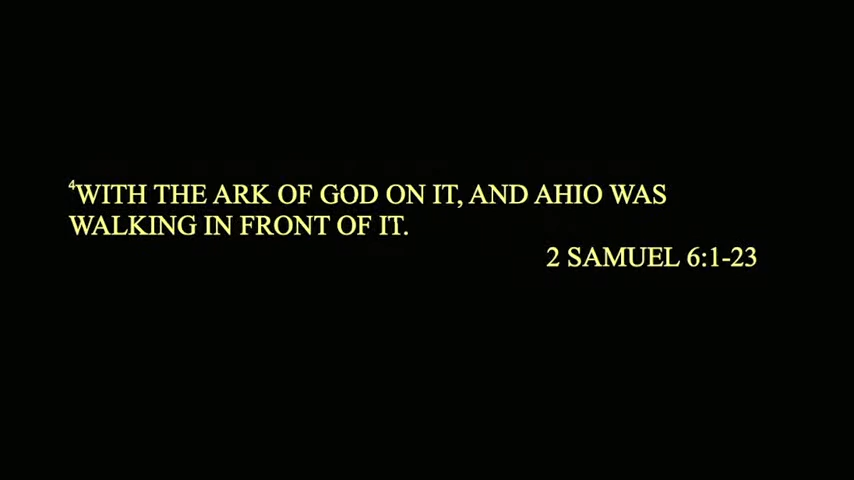 ⁴WITH THE ARK OF GOD ON IT, AND AHIO WAS
WALKING IN FRONT OF IT.
2 SAMUEL 6:1-23